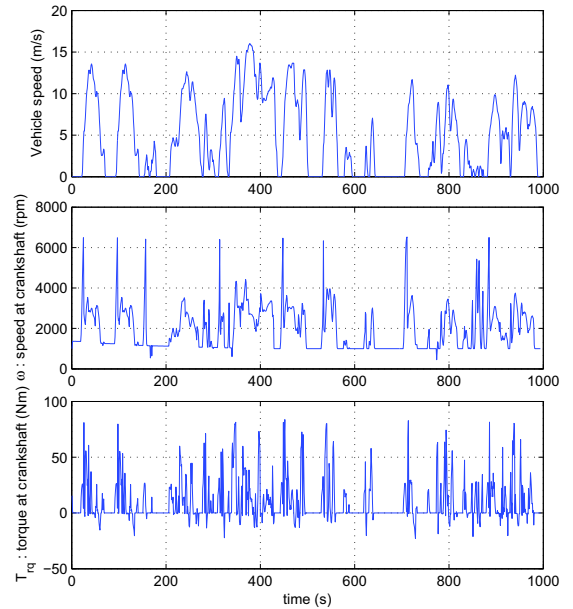 20
15
10
5
0
0 200 400 600 800 1000
Vehicle speed (m/s)
8000
6000
4000
2000
0
0 200 400 600 800 1000
ω : speed at crankshaft (rpm)
100
50
0
−50
0 200 400 600 800 1000
Trq : torque at crankshaft (Nm)
time (s)